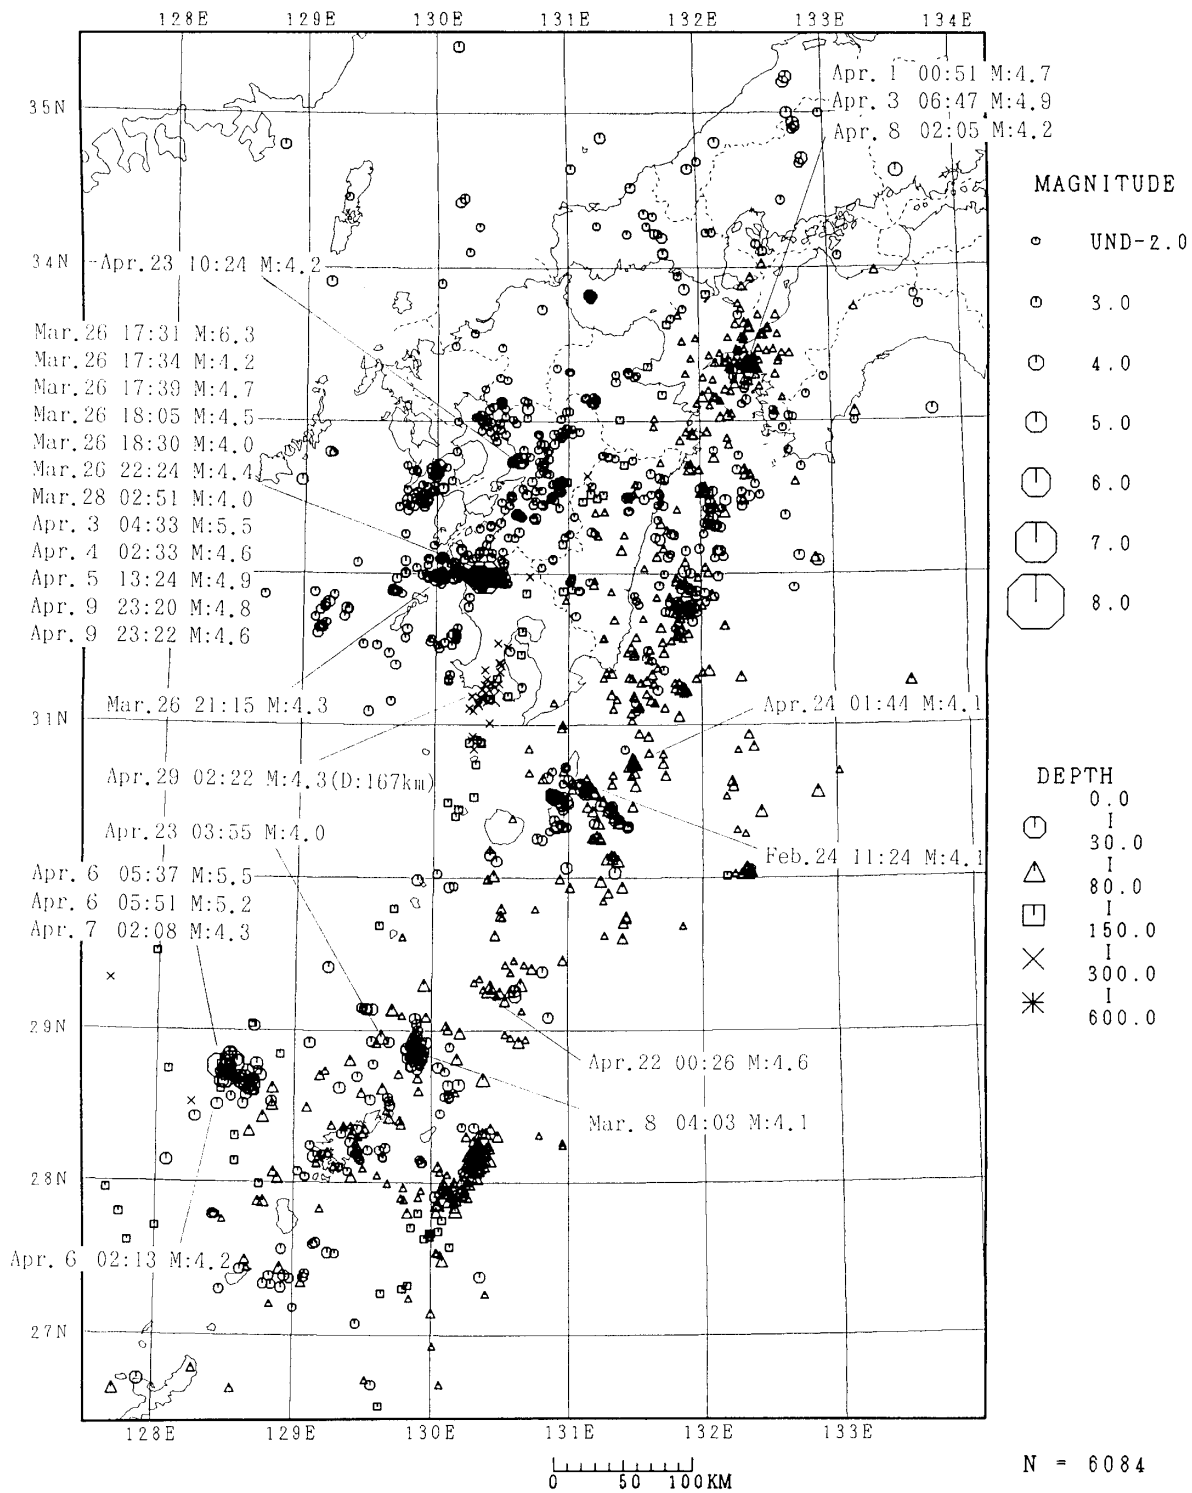 128E 129E 130E 131E 132E 133E 134E
Apr. 1 00:51 M:4.7
Apr. 3 06:47 M:4.9
Apr. 8 02:05 M:4.2
35N
MAGNITUDE
UND-2.0
3.0
4.0
5.0
6.0
7.0
8.0
34N
Apr.23 10:24 M:4.2
Mar.26 17:31 M:6.3
Mar.26 17:34 M:4.2
Mar.26 17:39 M:4.7
Mar.26 18:05 M:4.5
Mar.26 18:30 M:4.0
Mar.26 22:24 M:4.4
Mar.28 02:51 M:4.0
Apr. 3 04:33 M:5.5
Apr. 4 02:33 M:4.6
Apr. 5 13:24 M:4.9
Apr. 9 23:20 M:4.8
Apr. 9 23:22 M:4.6
Mar.26 21:15 M:4.3
Apr.24 01:44 M:4.1
31N
Apr.29 02:22 M:4.3(D:167km)
DEPTH
0.0
I
30.0
I
80.0
I
150.0
I
300.0
I
600.0
Apr.23 03:55 M:4.0
Feb.24 11:24 M:4.1
Apr. 6 05:37 M:5.5
Apr. 6 05:51 M:5.2
Apr. 7 02:08 M:4.3
29N
Apr.22 00:26 M:4.6
Mar. 8 04:03 M:4.1
28N
Apr. 6 02:13 M:4.2
27N
128E 129E 130E 131E 132E 133E
0 50 100KM
N = 6084